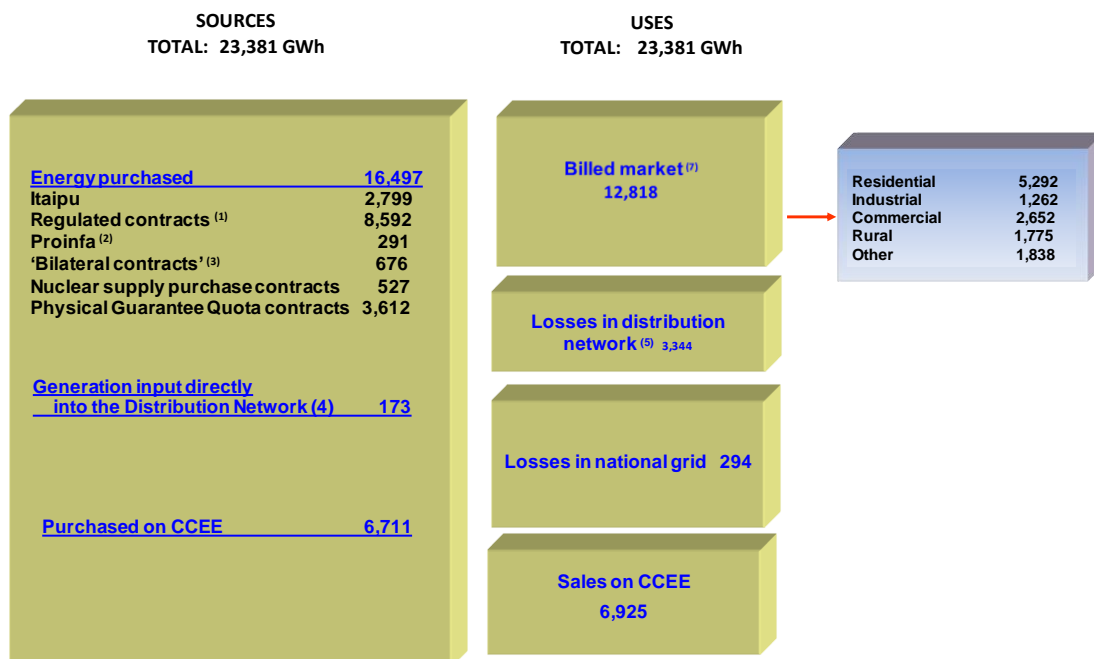 SOURCES
TOTAL: 23,381 GWh
USES
TOTAL: 23,381 GWh
Energy purchased 16,497
Itaipu 2,799
Regulated contracts (1) 8,592
Proinfa (2) 291
‘Bilateral contracts’ (3) 676
Nuclear supply purchase contracts 527
Physical Guarantee Quota contracts 3,612
Generation input directly
into the Distribution Network (4) 173
Purchased on CCEE 6,711
Billed market (7)
12,818
Losses in distribution
network (5) 3,344
Losses in national grid 294
Sales on CCEE
6,925
Residential 5,292
Industrial 1,262
Commercial 2,652
Rural 1,775
Other 1,838